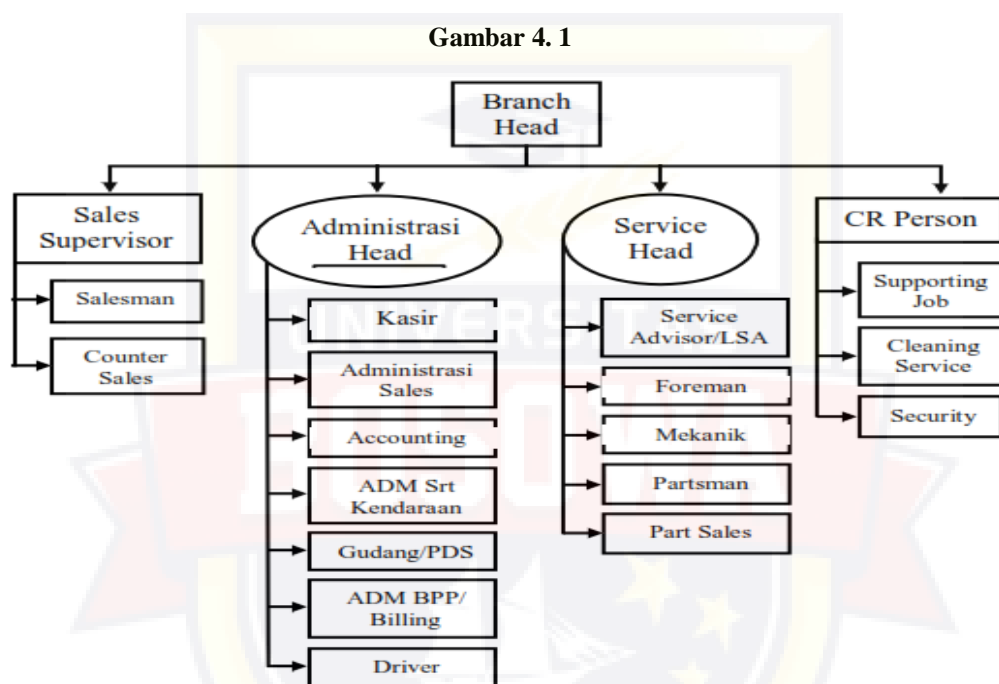 Gambar 4. 1
Branch
Head
Sales
Supervisor
Salesman
Counter
Sales
Administrasi
Head
Kasir
Administrasi
Sales
Accounting
ADM Srt
Kendaraan
Gudang/PDS
ADM BPP/
Billing
Driver
Service
Head
Service
Advisor/LSA
Foreman
Mekanik
Partsman
Part Sales
CR Person
Supporting
Job
Cleaning
Service
Security
UNIVERSITAS
BOSOWA